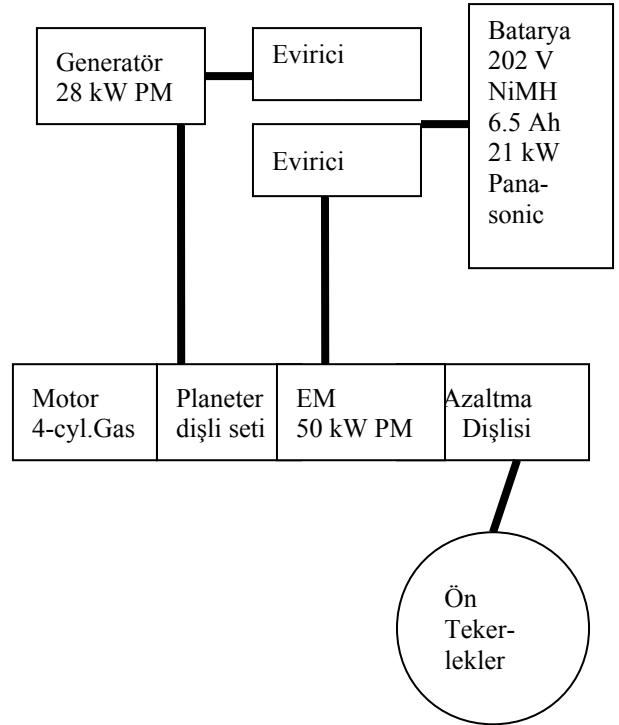 Generatör
28 kW PM
Evirici
Evirici
Batarya
202 V
NiMH
6.5 Ah
21 kW
Pana-
sonic
Motor
4-cyl.Gas
Planeter
dişli seti
EM
50 kW PM
Azaltma
Dişlisi
Ön
Teker-
lekler